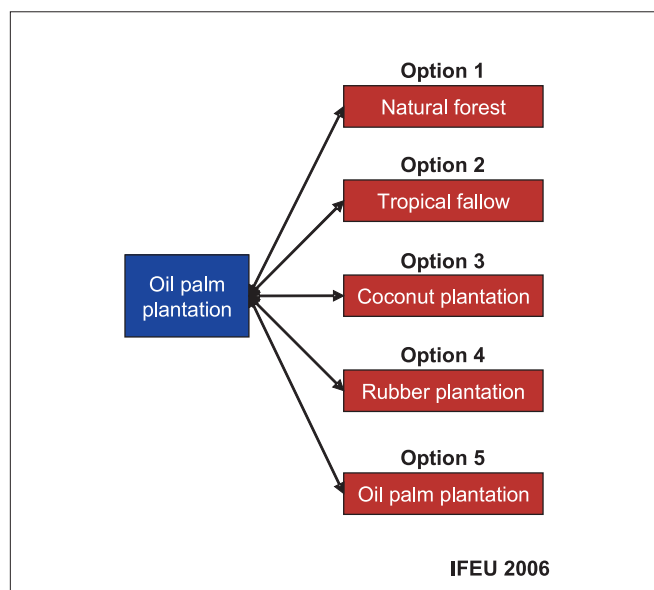 Option 1
Natural forest
Option 2
Tropical fallow
Oil palm
plantation
Option 3
Coconut plantation
Option 4
Rubber plantation
Option 5
Oil palm plantation
IFEU 2006